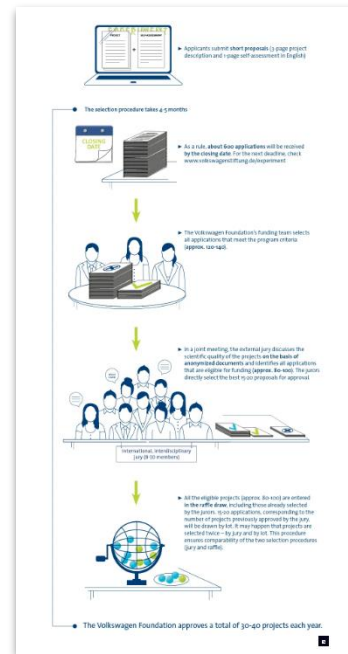 PROJECT
SELF-ASSESSMENT
► Applicants submit short proposals (3-page project
description and 1-page self-assessment in English)
The selection procedure takes 4-5 months
CLOSING
DATE
► As a rule, about 600 applications will be received
by the closing date. For the next deadline, check
www.volkswagenstiftung.de/experiment
► The Volkswagen Foundation's funding team selects
all applications that meet the program criteria
(approx. 120-140).
► In a joint meeting, the external jury discusses the
scientific quality of the projects on the basis of
anonymized documents and identifies all applications
that are eligible for funding (approx. 80-100). The jurors
directly select the best 15-20 proposals for approval.
International, Interdisciplinary
Jury (8-10 members)
► All the eligible projects (approx. 80-100) are entered
in the raffle draw, including those already selected
by the jurors. 15-20 applications, corresponding to the
number of projects previously approved by the jury,
will be drawn by lot. It may happen that projects are
selected twice – by jury and by lot. This procedure
ensures comparability of the two selection procedures
(jury and raffle).
The Volkswagen Foundation approves a total of 30-40 projects each year.